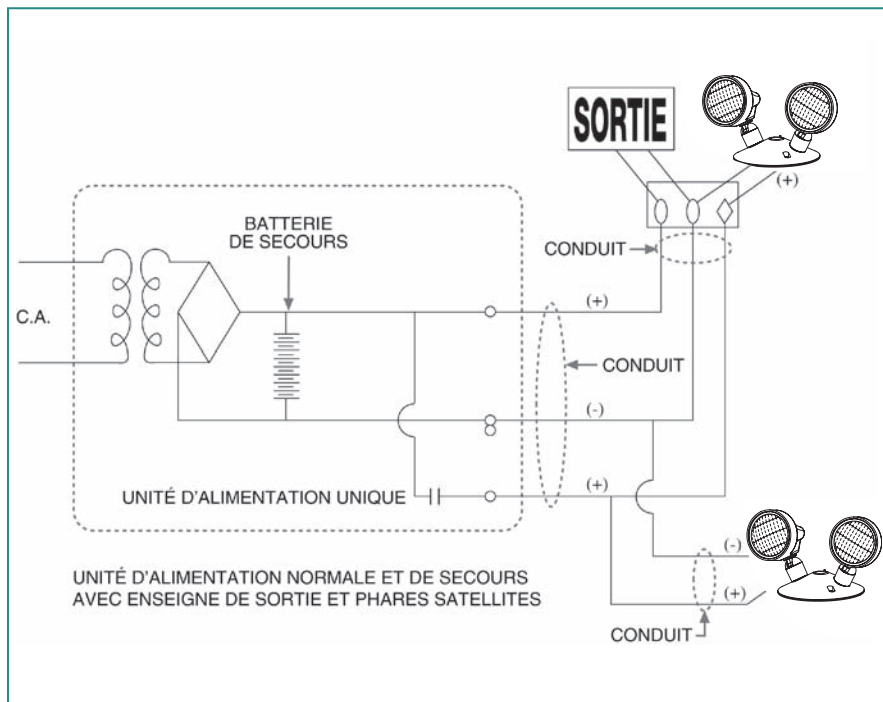 SORTIE
(+)
BATTERIE
DE SECOURS
CONDUIT
(+)
C.A.
CONDUIT
(-)
UNITÉ D'ALIMENTATION UNIQUE
(+)
(-)
UNITÉ D'ALIMENTATION NORMALE ET DE SECOURS
AVEC ENSEIGNE DE SORTIE ET PHARES SATELLITES
(+)
CONDUIT